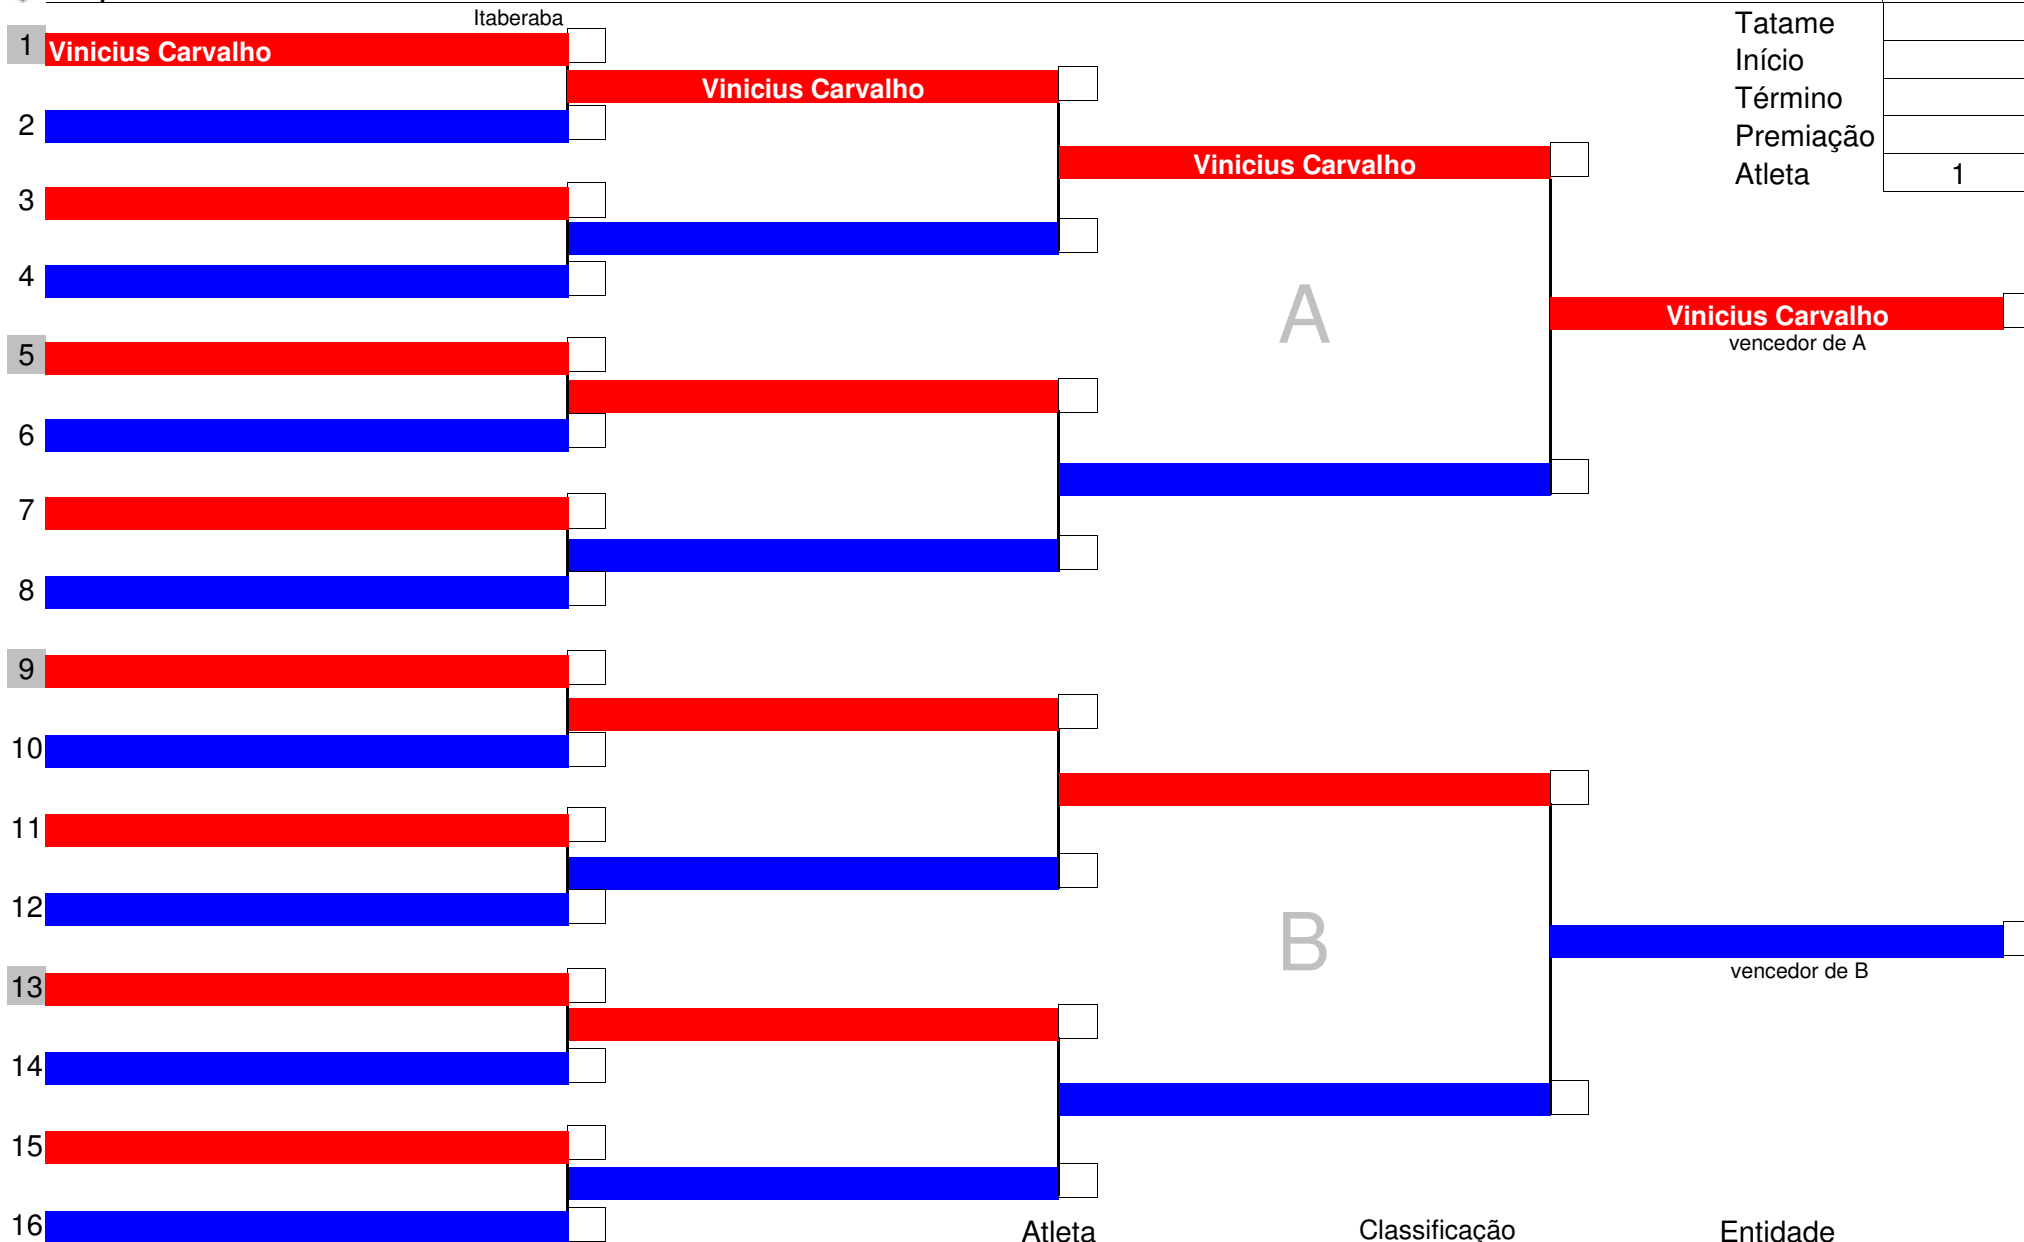 Itaberaba
Tatame
1 Vinicius Carvalho
Início
Vinicius Carvalho
Término
2
Premiação
Vinicius Carvalho
Atleta 1
3
4
A
Vinicius Carvalho
vencedor de A
5
6
7
8
9
10
11
12
B
vencedor de B
13
14
15
16
Atleta Classificação Entidade